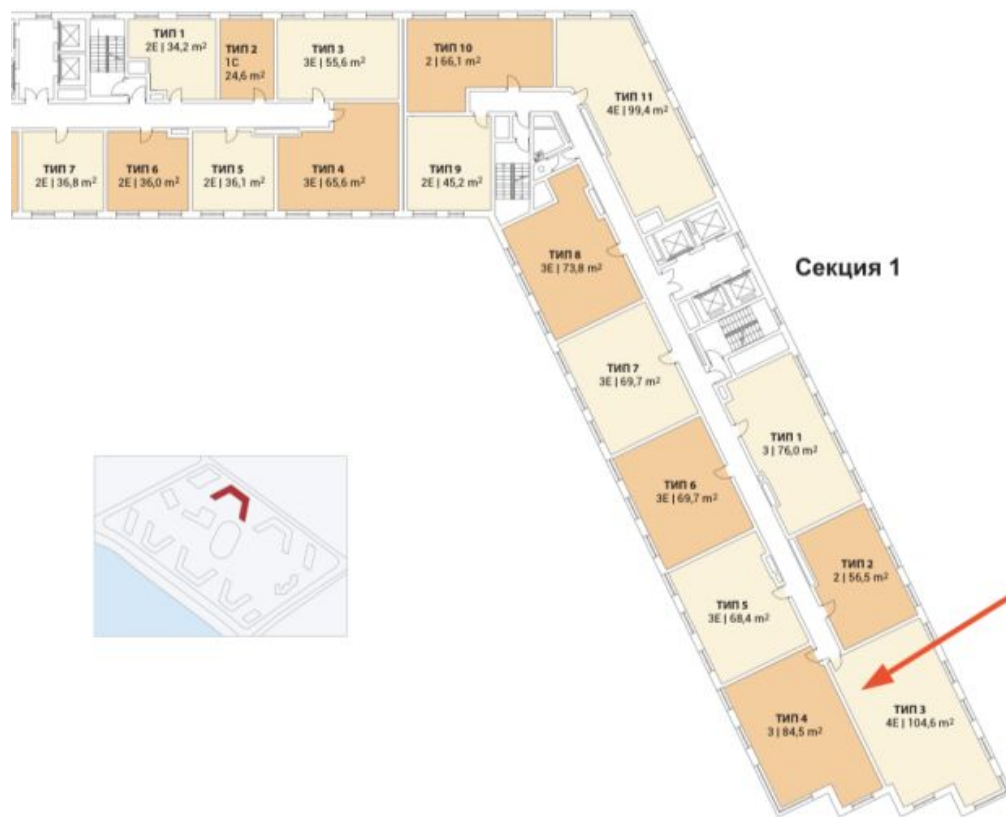 ТИП 1
2Е | 34,2 m²
ТИП 2
1С
24,6 m²
ТИП 3
3Е | 55,6 m²
ТИП 10
2 | 66,1 m²
ТИП 11
4Е | 99,4 m²
ТИП 7
2Е | 36,8 m²
ТИП 6
2Е | 36,0 m²
ТИП 5
2Е | 36,1 m²
ТИП 4
3Е | 65,6 m²
ТИП 9
2Е | 45,2 m²
ТИП 8
3Е | 73,8 m²
Секция 1
ТИП 7
3Е | 69,7 m²
ТИП 1
3 | 76,0 m²
ТИП 6
3Е | 69,7 m²
ТИП 2
2 | 56,5 m²
ТИП 5
3Е | 68,4 m²
ТИП 3
4Е | 104,6 m²
ТИП 4
3 | 84,5 m²